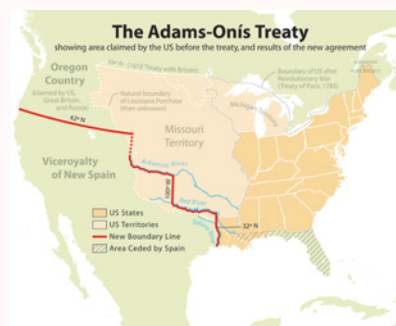 The Adams-Onís Treaty
showing area claimed by the US before the treaty, and results of the new agreement
Oregon
Country
(claimed by US,
Great Britain,
and Russia)
49° N (1818 Treaty with Britain)
Natural boundary
of Louisiana Purchase
(then unknown)
Boundary of US after
Revolutionary War
(Treaty of Paris, 1783)
Michigan Territory
42° N
Missouri
Territory
Viceroyalty
of New Spain
Arkansas River
100° W
Red River
Sabine River
32° N
US States
US Territories
New Boundary Line
Area Ceded by Spain